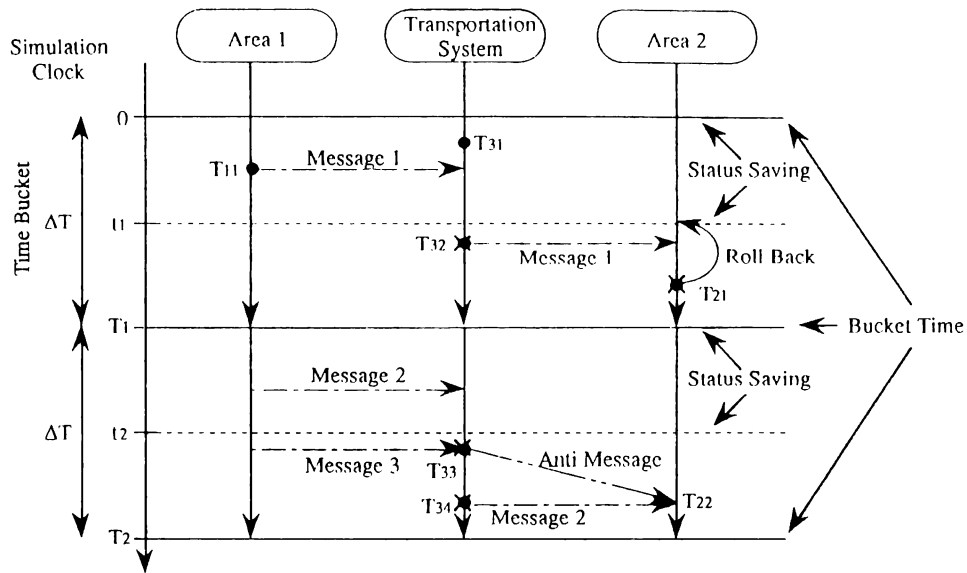 Simulation
Clock
Area 1
Transportation
System
Area 2
0
T31
T11
Message 1
Status Saving
ΔT
t1
Time Bucket
T32
Message 1
Roll Back
T21
T1
Bucket Time
Message 2
Status Saving
ΔT
t2
Message 3
T33
Anti Message
T34
Message 2
T22
T2